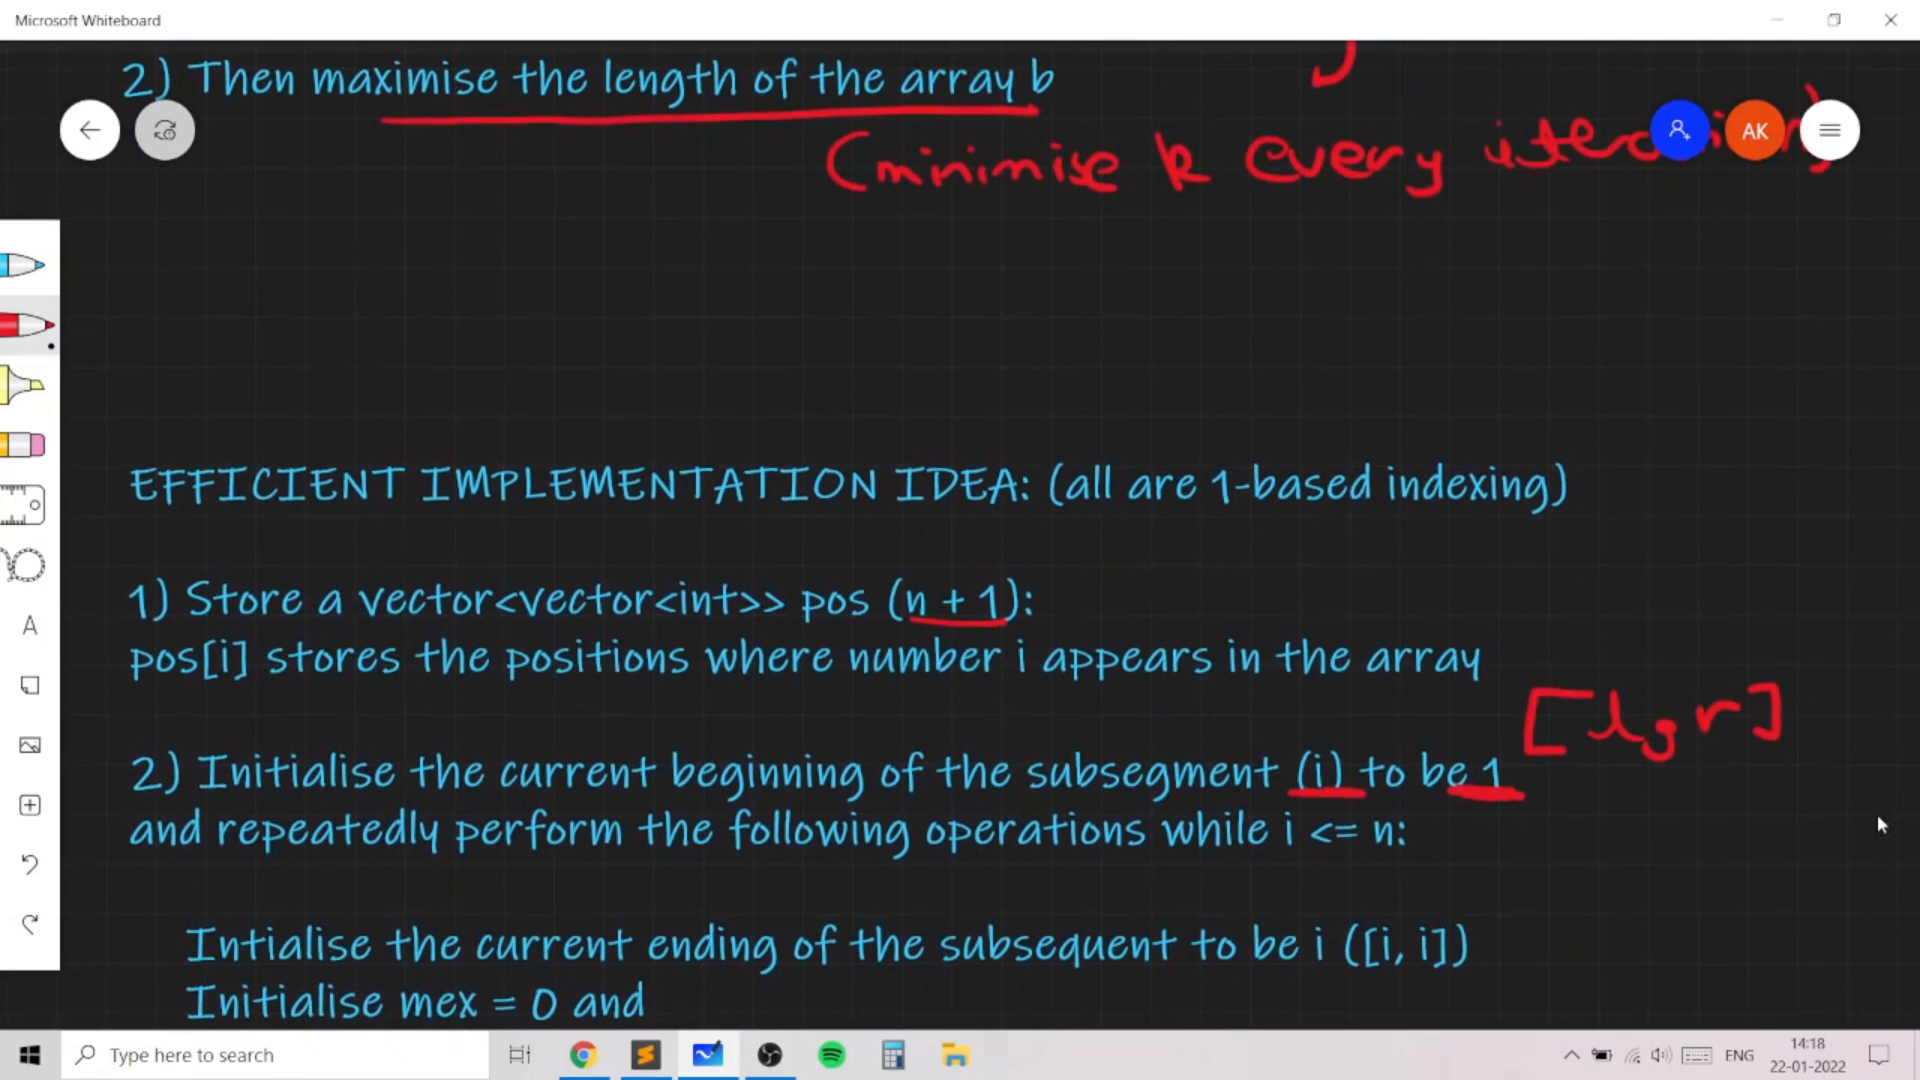 Microsoft Whiteboard
2.) Then maximise the length of the array b
(minimise k every
AK
EFFICIENT IMPLEMENTATION IDEA: (all are 1-based indexing)
1) Store a vector<vector<int>> pos (n + 1):
pos[i] stores the positions where number i appears in the array
[l, r]
2) Initialise the current beginning of the subsegment (i) to be 1
and repeatedly perform the following operations while i <= n:
Intialise the current ending of the subsequent to be i ([i, i])
Initialise mex = 0 and
A
Type here to search
ENG
14:18
22-01-2022